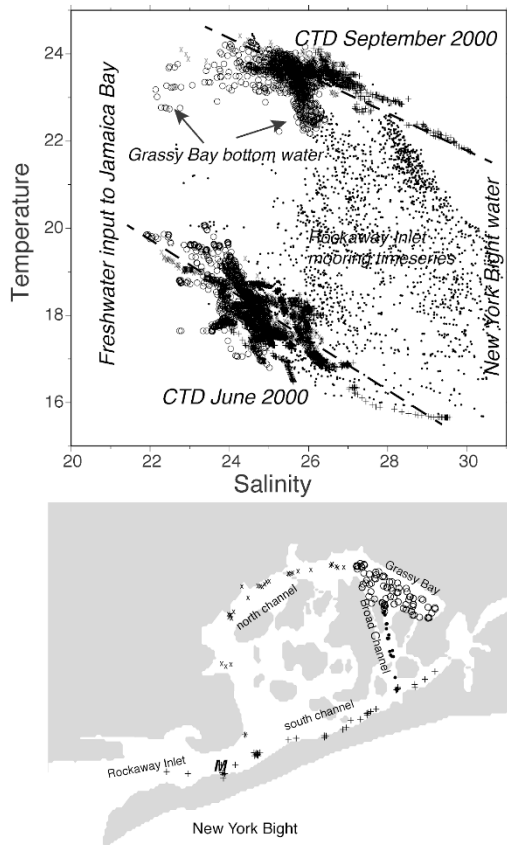 24
22
20
18
16
Temperature
CTD September 2000
Grassy Bay bottom water
Freshwater input to Jamaica Bay
Rockaway Inlet
mooring timeseries
New York Bight water
CTD June 2000
20 22 24 26 28 30
Salinity
Grassy Bay
north channel
Broad Channel
south channel
Rockaway Inlet
M
New York Bight